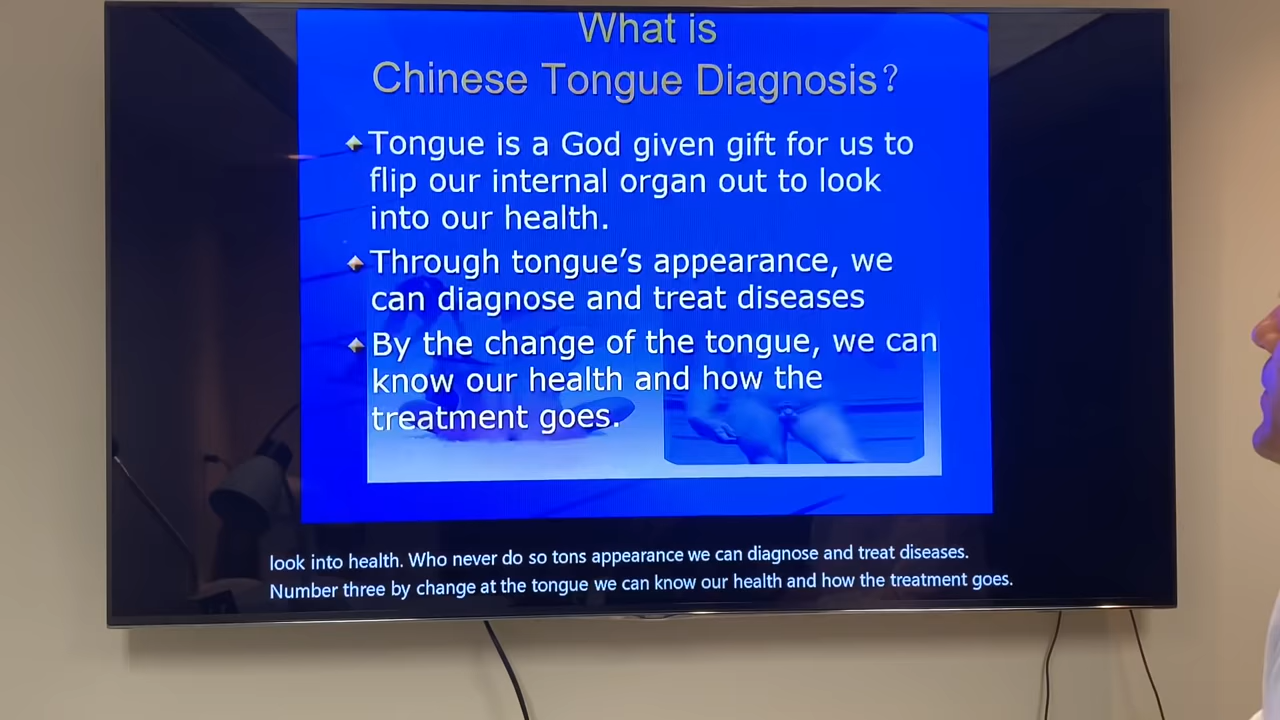 What is
Chinese Tongue Diagnosis?
Tongue is a God given gift for us to
flip our internal organ out to look
into our health.
Through tongue's appearance, we
can diagnose and treat diseases
By the change of the tongue, we can
know our health and how the
treatment goes.
look into health. Who never do so tons appearance we can diagnose and treat diseases.
Number three by change at the tongue we can know our health and how the treatment goes.